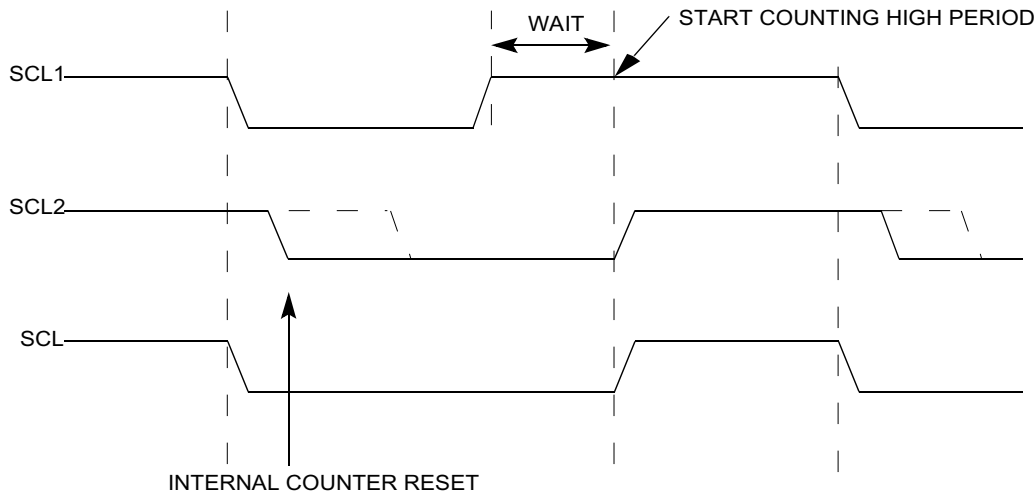 WAIT
START COUNTING HIGH PERIOD
SCL1
SCL2
SCL
INTERNAL COUNTER RESET